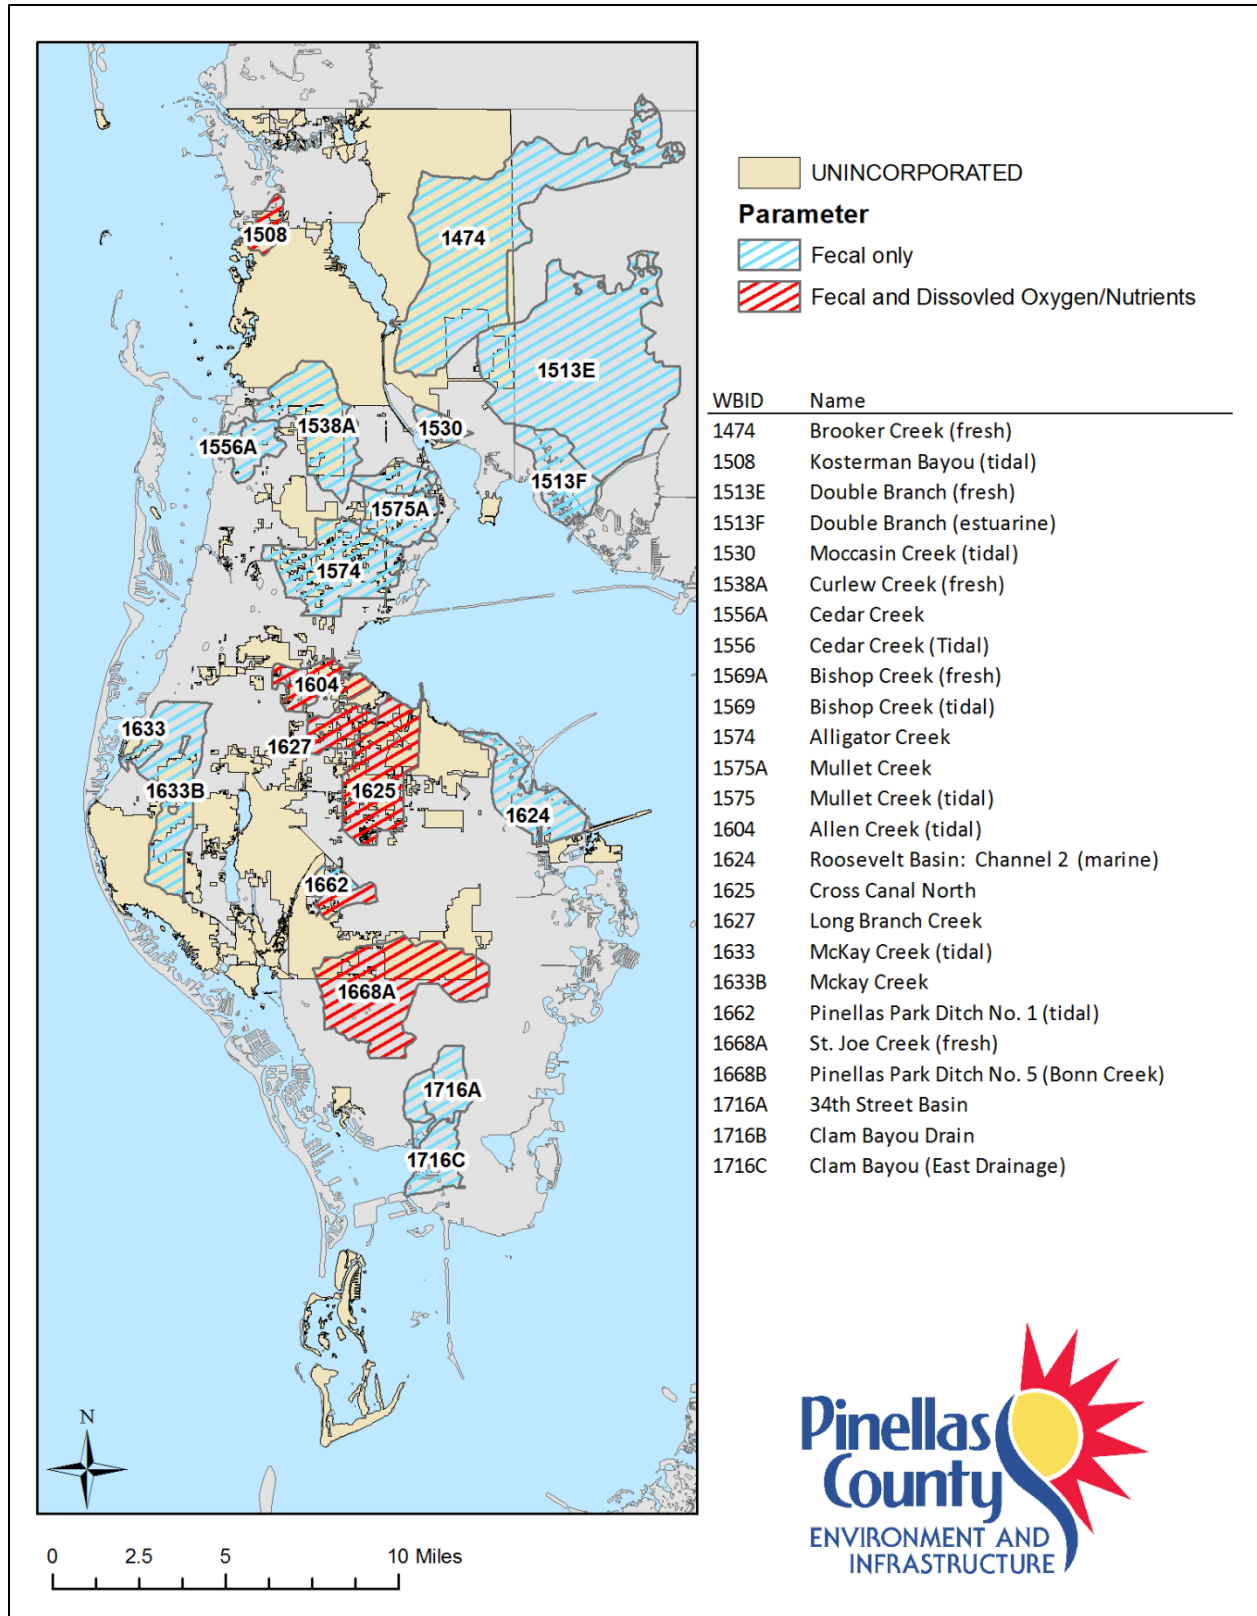 UNINCORPORATED
Parameter
Fecal only
Fecal and Dissovled Oxygen/Nutrients
WBID Name
1474 Brooker Creek (fresh)
1508 Kosterman Bayou (tidal)
1513E Double Branch (fresh)
1513F Double Branch (estuarine)
1530 Moccasin Creek (tidal)
1538A Curlew Creek (fresh)
1556A Cedar Creek
1556 Cedar Creek (Tidal)
1569A Bishop Creek (fresh)
1569 Bishop Creek (tidal)
1574 Alligator Creek
1575A Mullet Creek
1575 Mullet Creek (tidal)
1604 Allen Creek (tidal)
1624 Roosevelt Basin: Channel 2 (marine)
1625 Cross Canal North
1627 Long Branch Creek
1633 McKay Creek (tidal)
1633B Mckay Creek
1662 Pinellas Park Ditch No. 1 (tidal)
1668A St. Joe Creek (fresh)
1668B Pinellas Park Ditch No. 5 (Bonn Creek)
1716A 34th Street Basin
1716B Clam Bayou Drain
1716C Clam Bayou (East Drainage)
1508
1474
1513E
1538A
1530
1556A
1513F
1575A
1574
1604
1633
1627
1633B
1625
1624
1662
1668A
1716A
1716C
N
0 2.5 5 10 Miles
Pinellas
County
ENVIRONMENT AND
INFRASTRUCTURE